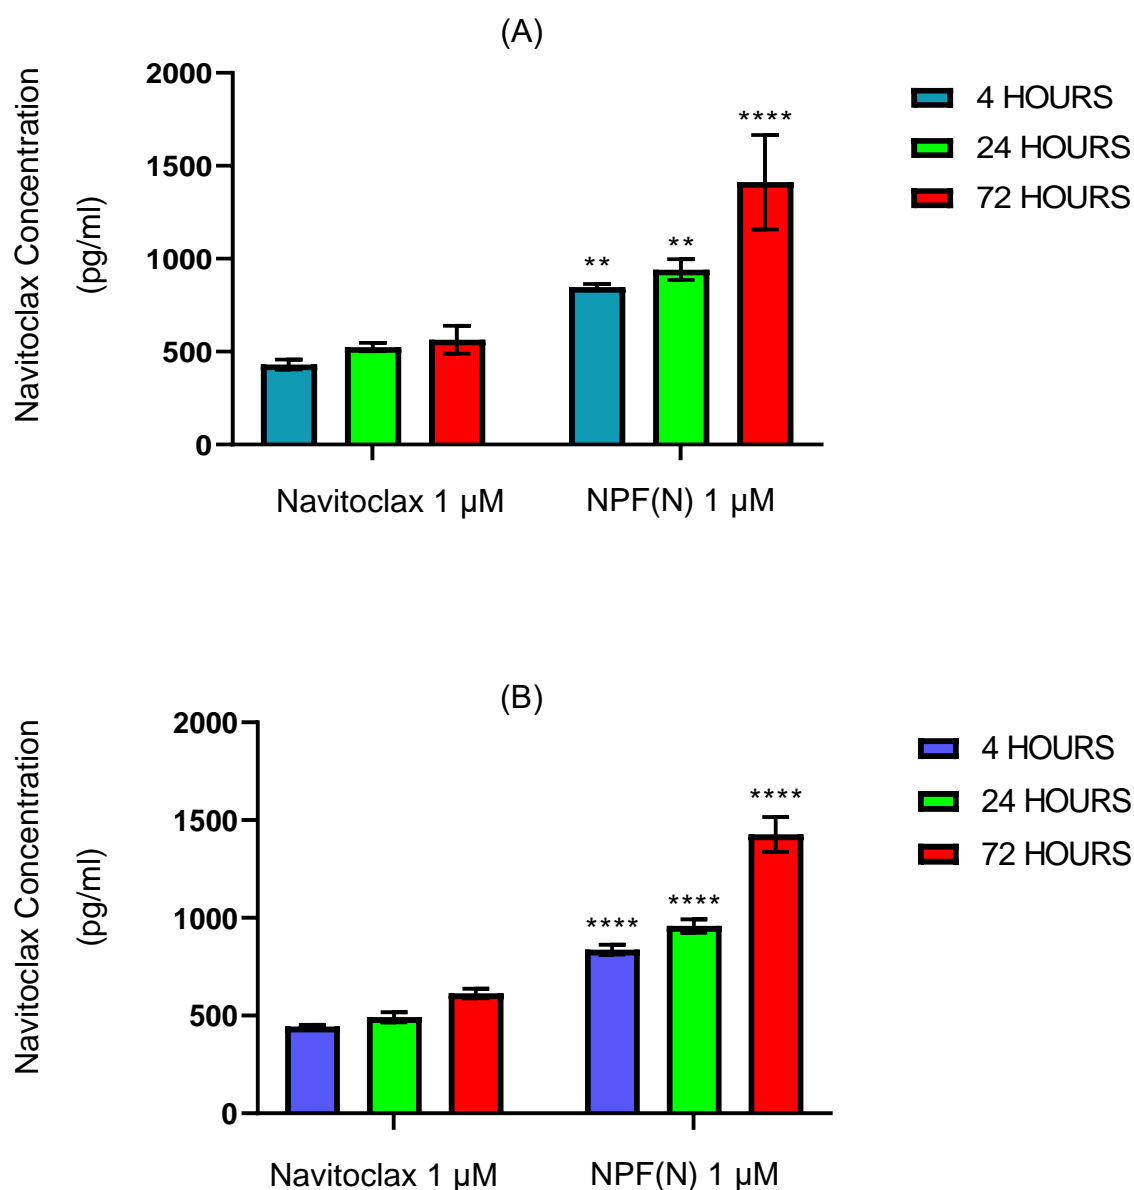 (A)
Navitoclax Concentration
(pg/ml)
2000
1500
1000
500
0
**
**
****
Navitoclax 1 µM
NPF(N) 1 µM
4 HOURS
24 HOURS
72 HOURS
(B)
Navitoclax Concentration
(pg/ml)
2000
1500
1000
500
0
****
****
****
Navitoclax 1 µM
NPF(N) 1 µM
4 HOURS
24 HOURS
72 HOURS